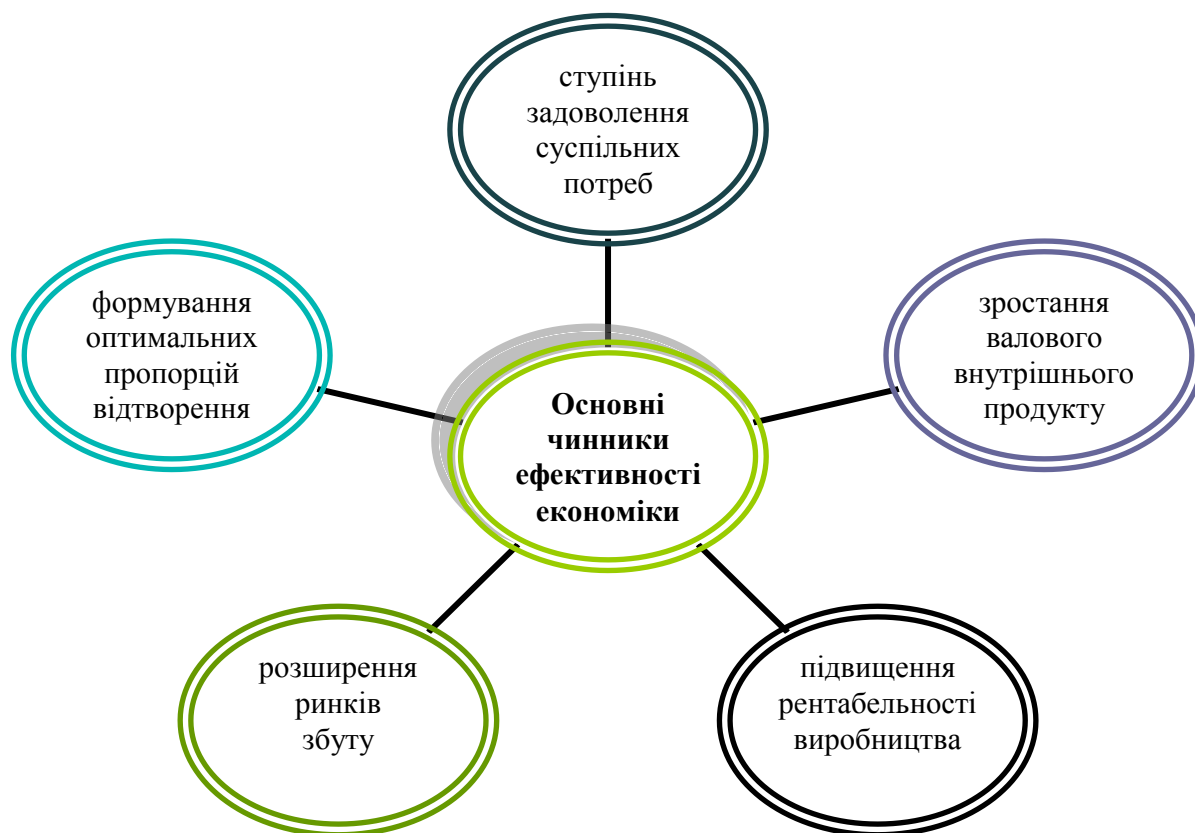 ступінь
задоволення
суспільних
потреб
формування
оптимальних
пропорцій
відтворення
зростання
валового
внутрішнього
продукту
Основні
чинники
ефективності
економіки
розширення
ринків
збуту
підвищення
рентабельності
виробництва